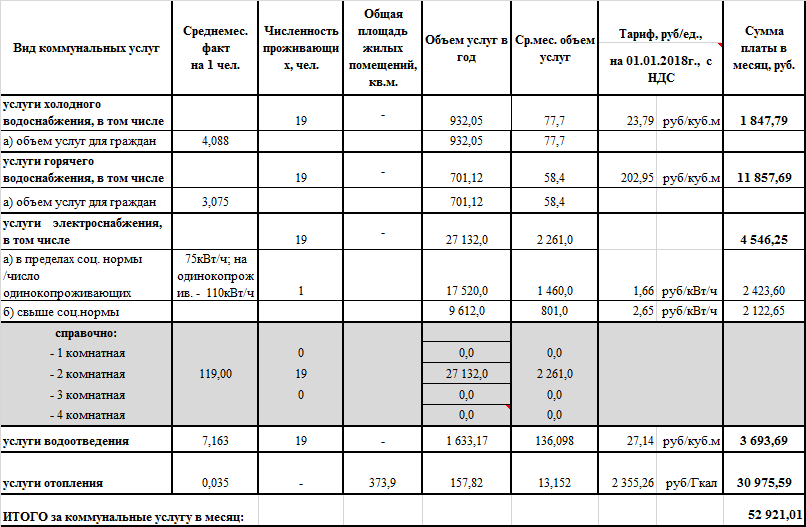 Вид коммунальных услуг
Среднемес. факт на 1 чел.
Численность проживающи х, чел.
Общая площадь жилых помещений, кв.м.
Объем услуг в год
Ср.мес. объем услуг
Тариф, руб/ед.,
на 01.01.2018г., с НДС
Сумма платы в месяц, руб.
услуги холодного водоснабжения, в том числе 19 - 932,05 77,7 23,79 руб/куб.м 1 847,79
а) объем услуг для граждан 4,088 932,05 77,7
услуги горячего водоснабжения, в том числе 19 - 701,12 58,4 202,95 руб/куб.м 11 857,69
а) объем услуг для граждан 3,075 701,12 58,4
услуги электроснабжения, в том числе 19 - 27 132,0 2 261,0 4 546,25
а) в пределах соц. нормы /число одинокопроживающих 75кВт/ч; на одинокопрож ив. - 110кВт/ч 1 17 520,0 1 460,0 1,66 руб/кВт/ч 2 423,60
б) свыше соц.нормы 9 612,0 801,0 2,65 руб/кВт/ч 2 122,65
справочно:
- 1 комнатная 0 0,0 0,0
- 2 комнатная 119,00 19 27 132,0 2 261,0
- 3 комнатная 0 0,0 0,0
- 4 комнатная 0,0 0,0
услуги водоотведения 7,163 19 - 1 633,17 136,098 27,14 руб/куб.м 3 693,69
услуги отопления 0,035 - 373,9 157,82 13,152 2 355,26 руб/Гкал 30 975,59
ИТОГО за коммунальные услугу в месяц: 52 921,01